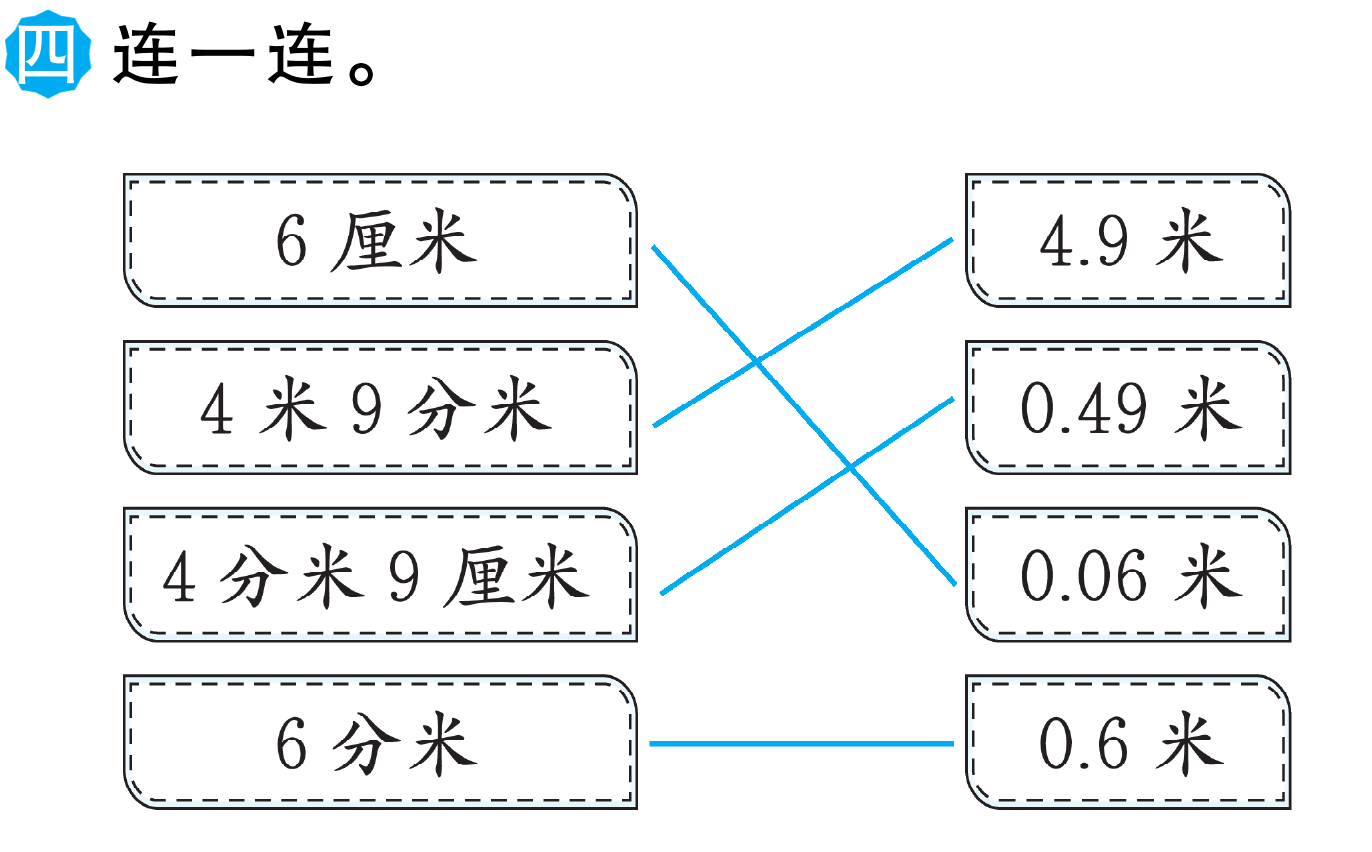 四 连一连。
6 厘米 4.9 米
4 米 9 分米 0.49 米
4 分米 9 厘米 0.06 米
6 分米 0.6 米